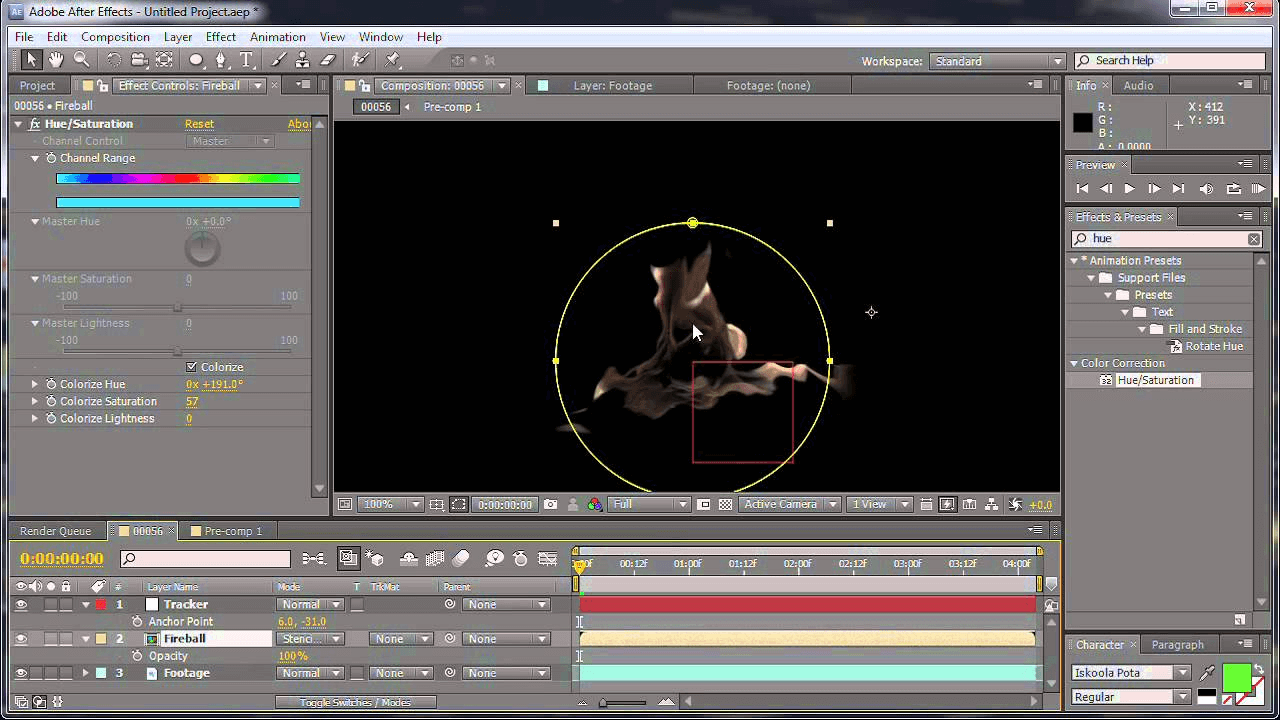 Adobe After Effects - Untitled Project.aep *
File Edit Composition Layer Effect Animation View Window Help
Workspace: Standard Search Help
Project Effect Controls: Fireball Composition: 00056 Layer: Footage Footage: (none) Info Audio
00056 • Fireball
00056 Pre-comp 1
Hue/Saturation Reset Abou
Channel Control Master
Channel Range
Master Hue 0x +0.0°
Master Saturation 0
-100 100
Master Lightness 0
-100 100
Colorize
Colorize Hue 0x +191.0°
Colorize Saturation 57
Colorize Lightness 0
R: X: 412
G: Y: 391
B:
A: 0.0000
Preview
Effects & Presets
hue
* Animation Presets
Support Files
Presets
Text
Fill and Stroke
Rotate Hue
Color Correction
Hue/Saturation
100% 0:00:00:00 Full Active Camera 1 View +0.0
Render Queue 00056 Pre-comp 1
0:00:00:00
00F 00:12F 01:00F 01:12F 02:00F 02:12F 03:00F 03:12F 04:00F
# Layer Name Mode T TrkMat Parent
1 Tracker Normal None
Anchor Point 6.0, -31.0
2 Fireball Stenci... None None
Opacity 100%
3 Footage Normal None None
Toggle Switches / Modes
Character Paragraph
Iskoola Pota
Regular